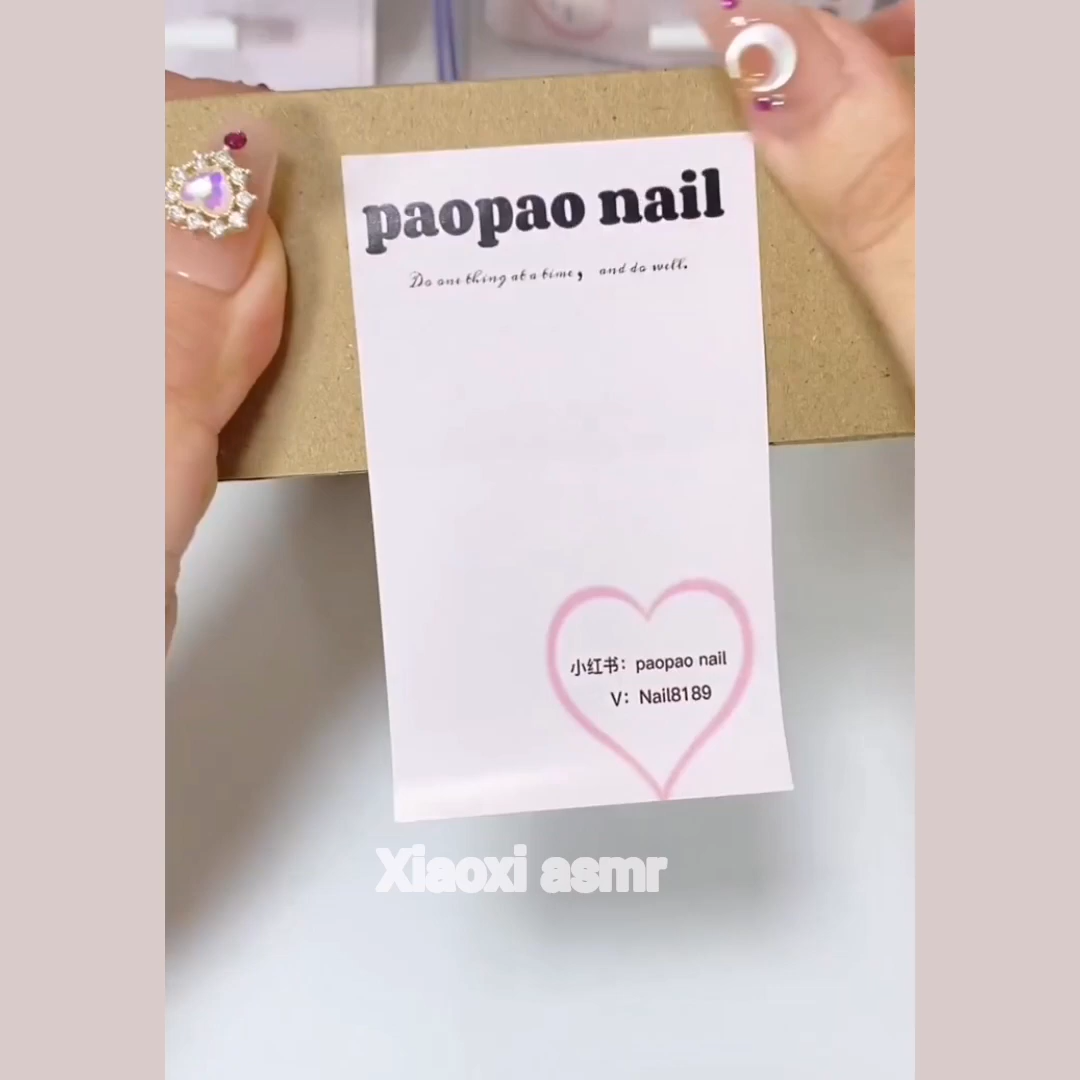 paopao nail
Do one thing at a time, and do well.
小红书：paopao nail
V：Nail8189
Xiaoxi asmr